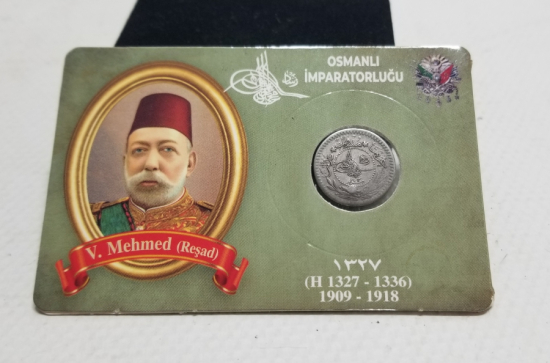 OSMANLI
İMPARATORLUĞU
V. Mehmed (Reşad)
١٣٢٧
(H 1327 - 1336)
1909 - 1918